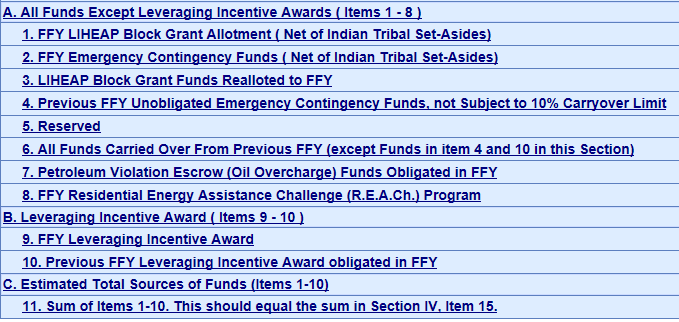 A. All Funds Except Leveraging Incentive Awards ( Items 1 - 8 )
1. FFY LIHEAP Block Grant Allotment ( Net of Indian Tribal Set-Asides)
2. FFY Emergency Contingency Funds ( Net of Indian Tribal Set-Asides)
3. LIHEAP Block Grant Funds Realloted to FFY
4. Previous FFY Unobligated Emergency Contingency Funds, not Subject to 10% Carryover Limit
5. Reserved
6. All Funds Carried Over From Previous FFY (except Funds in item 4 and 10 in this Section)
7. Petroleum Violation Escrow (Oil Overcharge) Funds Obligated in FFY
8. FFY Residential Energy Assistance Challenge (R.E.A.Ch.) Program
B. Leveraging Incentive Award ( Items 9 - 10 )
9. FFY Leveraging Incentive Award
10. Previous FFY Leveraging Incentive Award obligated in FFY
C. Estimated Total Sources of Funds (Items 1-10)
11. Sum of Items 1-10. This should equal the sum in Section IV, Item 15.